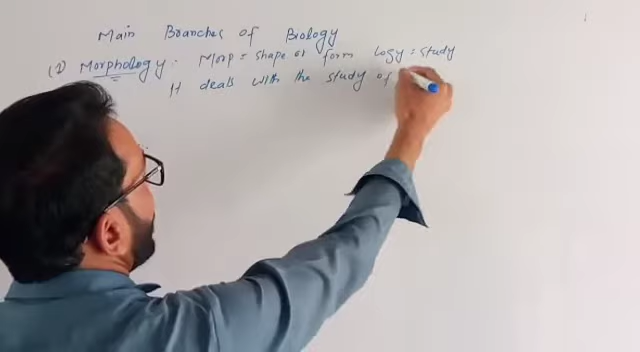 Main Branches of Biology
(1) Morphology : Morp = shape or form Logy = study
It deals with the study of